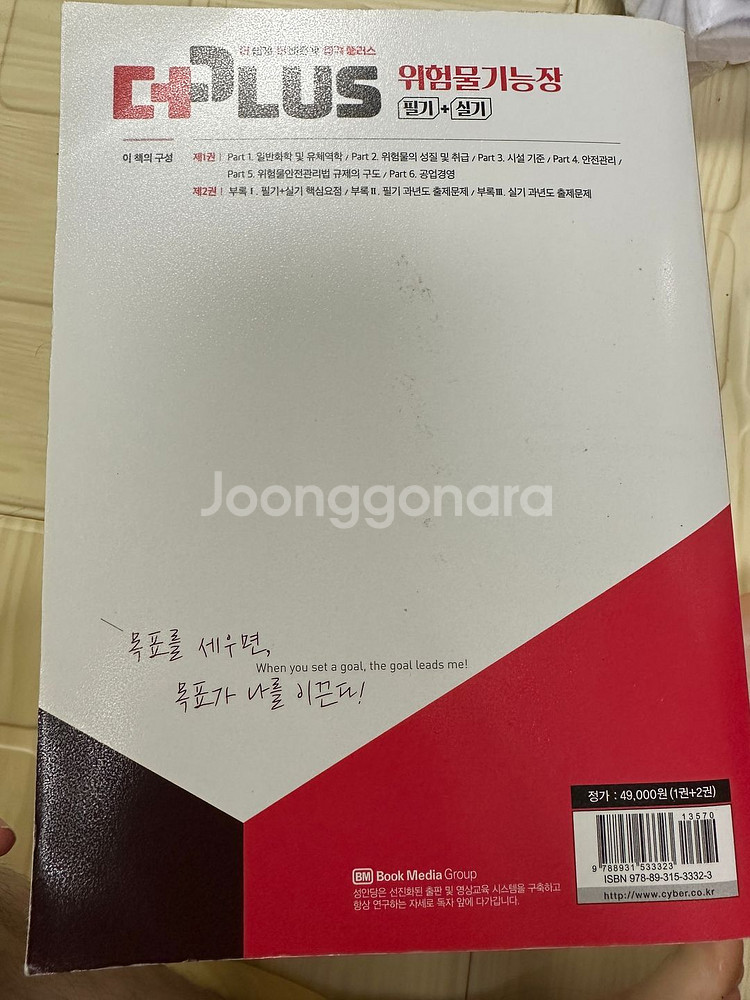 더 쉽게 더 빠르게 합격 플러스
더PLUS 위험물기능장
필기+실기
이 책의 구성 제1권 | Part 1. 일반화학 및 유체역학 / Part 2. 위험물의 성질 및 취급 / Part 3. 시설 기준 / Part 4. 안전관리 /
Part 5. 위험물안전관리법 규제의 구도 / Part 6. 공업경영
제2권 | 부록 Ⅰ. 필기+실기 핵심요점 / 부록 Ⅱ. 필기 과년도 출제문제 / 부록 Ⅲ. 실기 과년도 출제문제
Joonggonara
목표를 세우면,
When you set a goal, the goal leads me!
목표가 나를 이끈다!
정가 : 49,000원 (1권+2권)
13570
9 788931 533323
ISBN 978-89-315-3332-3
http://www.cyber.co.kr
BM Book Media Group
성안당은 선진화된 출판 및 영상교육 시스템을 구축하고
항상 연구하는 자세로 독자 앞에 다가갑니다.